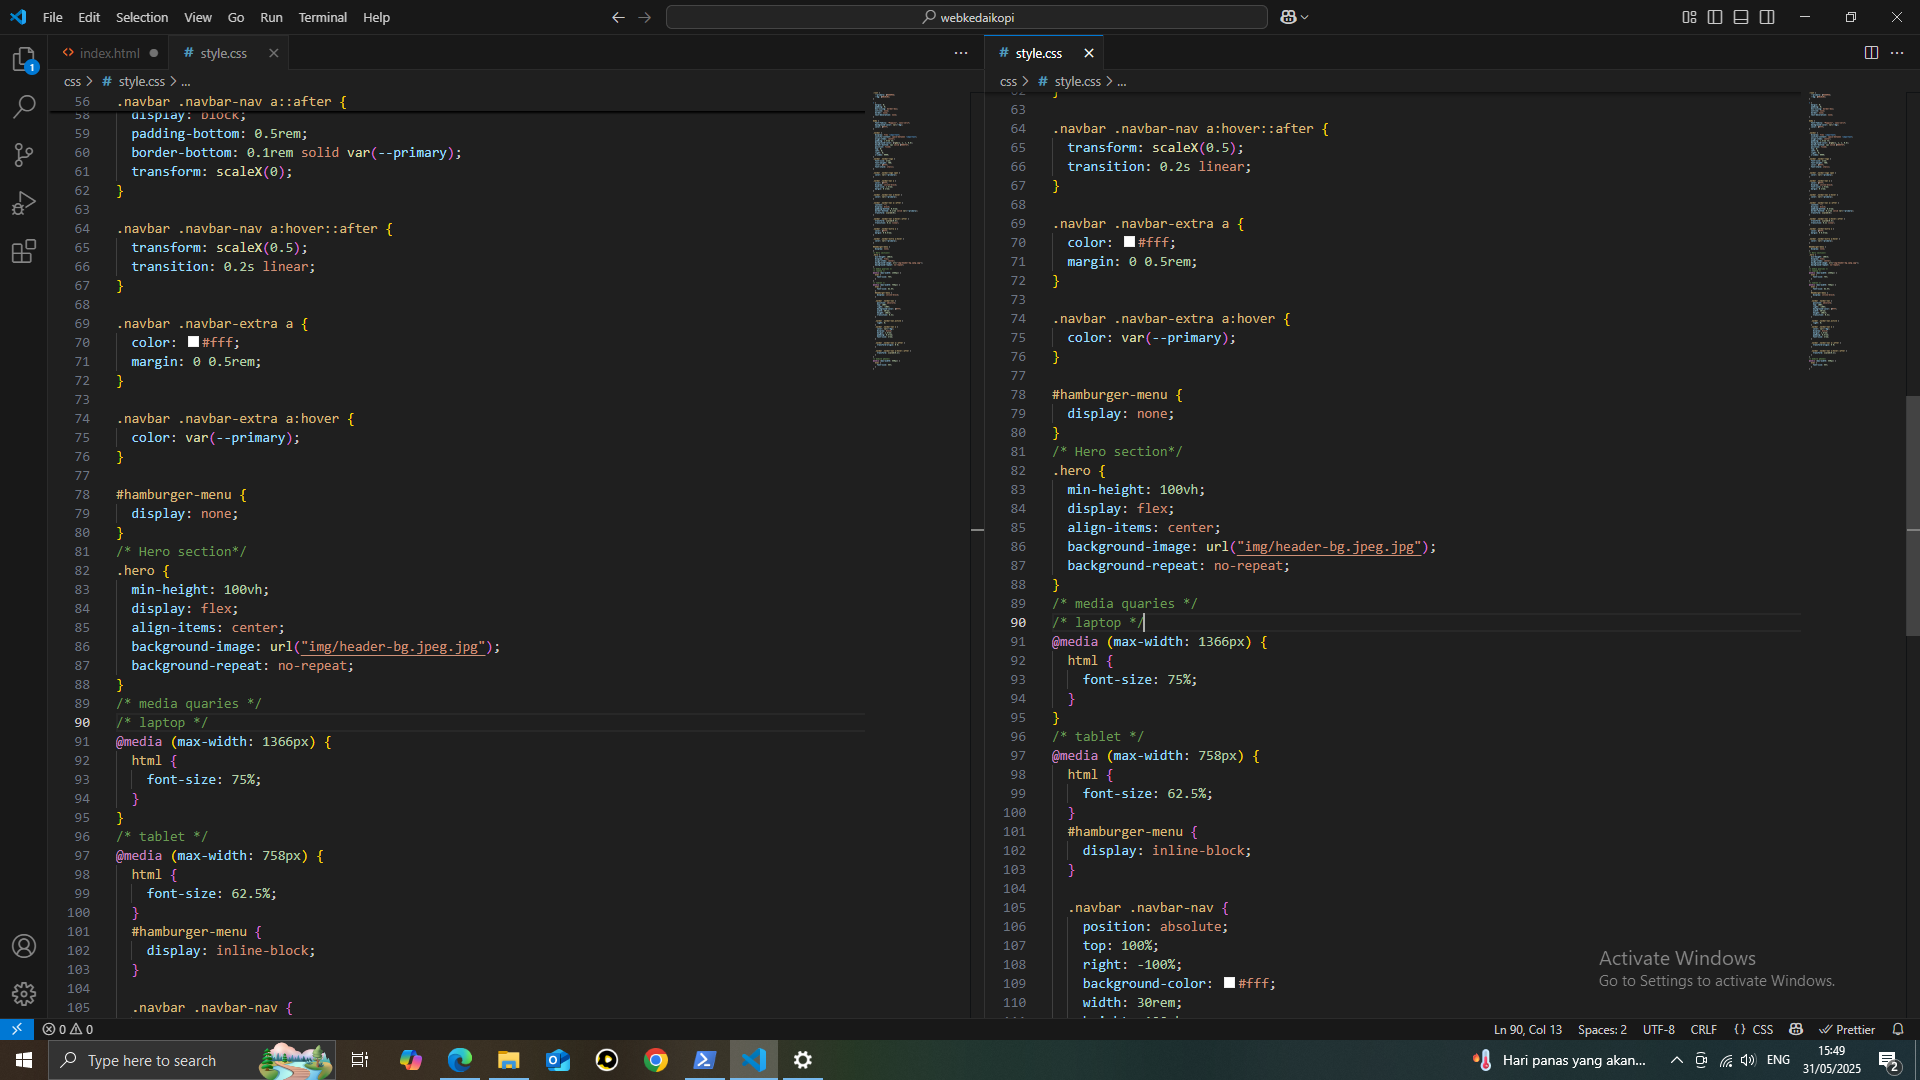 File Edit Selection View Go Run Terminal Help
webkedaikopi
index.html
style.css
css > style.css > ...
56 .navbar .navbar-nav a::after {
58 display: block;
59 padding-bottom: 0.5rem;
60 border-bottom: 0.1rem solid var(--primary);
61 transform: scaleX(0);
62 }
63
64 .navbar .navbar-nav a:hover::after {
65 transform: scaleX(0.5);
66 transition: 0.2s linear;
67 }
68
69 .navbar .navbar-extra a {
70 color: #fff;
71 margin: 0 0.5rem;
72 }
73
74 .navbar .navbar-extra a:hover {
75 color: var(--primary);
76 }
77
78 #hamburger-menu {
79 display: none;
80 }
81 /* Hero section*/
82 .hero {
83 min-height: 100vh;
84 display: flex;
85 align-items: center;
86 background-image: url("img/header-bg.jpeg.jpg");
87 background-repeat: no-repeat;
88 }
89 /* media quaries */
90 /* laptop */
91 @media (max-width: 1366px) {
92 html {
93 font-size: 75%;
94 }
95 }
96 /* tablet */
97 @media (max-width: 758px) {
98 html {
99 font-size: 62.5%;
100 }
101 #hamburger-menu {
102 display: inline-block;
103 }
104
105 .navbar .navbar-nav {
style.css
css > style.css > ...
62 }
63
64 .navbar .navbar-nav a:hover::after {
65 transform: scaleX(0.5);
66 transition: 0.2s linear;
67 }
68
69 .navbar .navbar-extra a {
70 color: #fff;
71 margin: 0 0.5rem;
72 }
73
74 .navbar .navbar-extra a:hover {
75 color: var(--primary);
76 }
77
78 #hamburger-menu {
79 display: none;
80 }
81 /* Hero section*/
82 .hero {
83 min-height: 100vh;
84 display: flex;
85 align-items: center;
86 background-image: url("img/header-bg.jpeg.jpg");
87 background-repeat: no-repeat;
88 }
89 /* media quaries */
90 /* laptop */
91 @media (max-width: 1366px) {
92 html {
93 font-size: 75%;
94 }
95 }
96 /* tablet */
97 @media (max-width: 758px) {
98 html {
99 font-size: 62.5%;
100 }
101 #hamburger-menu {
102 display: inline-block;
103 }
104
105 .navbar .navbar-nav {
106 position: absolute;
107 top: 100%;
108 right: -100%;
109 background-color: #fff;
110 width: 30rem;
Activate Windows
Go to Settings to activate Windows.
1
0 0
Ln 90, Col 13 Spaces: 2 UTF-8 CRLF {} CSS Prettier
Type here to search
Hari panas yang akan...
ENG
15:49
31/05/2025
2